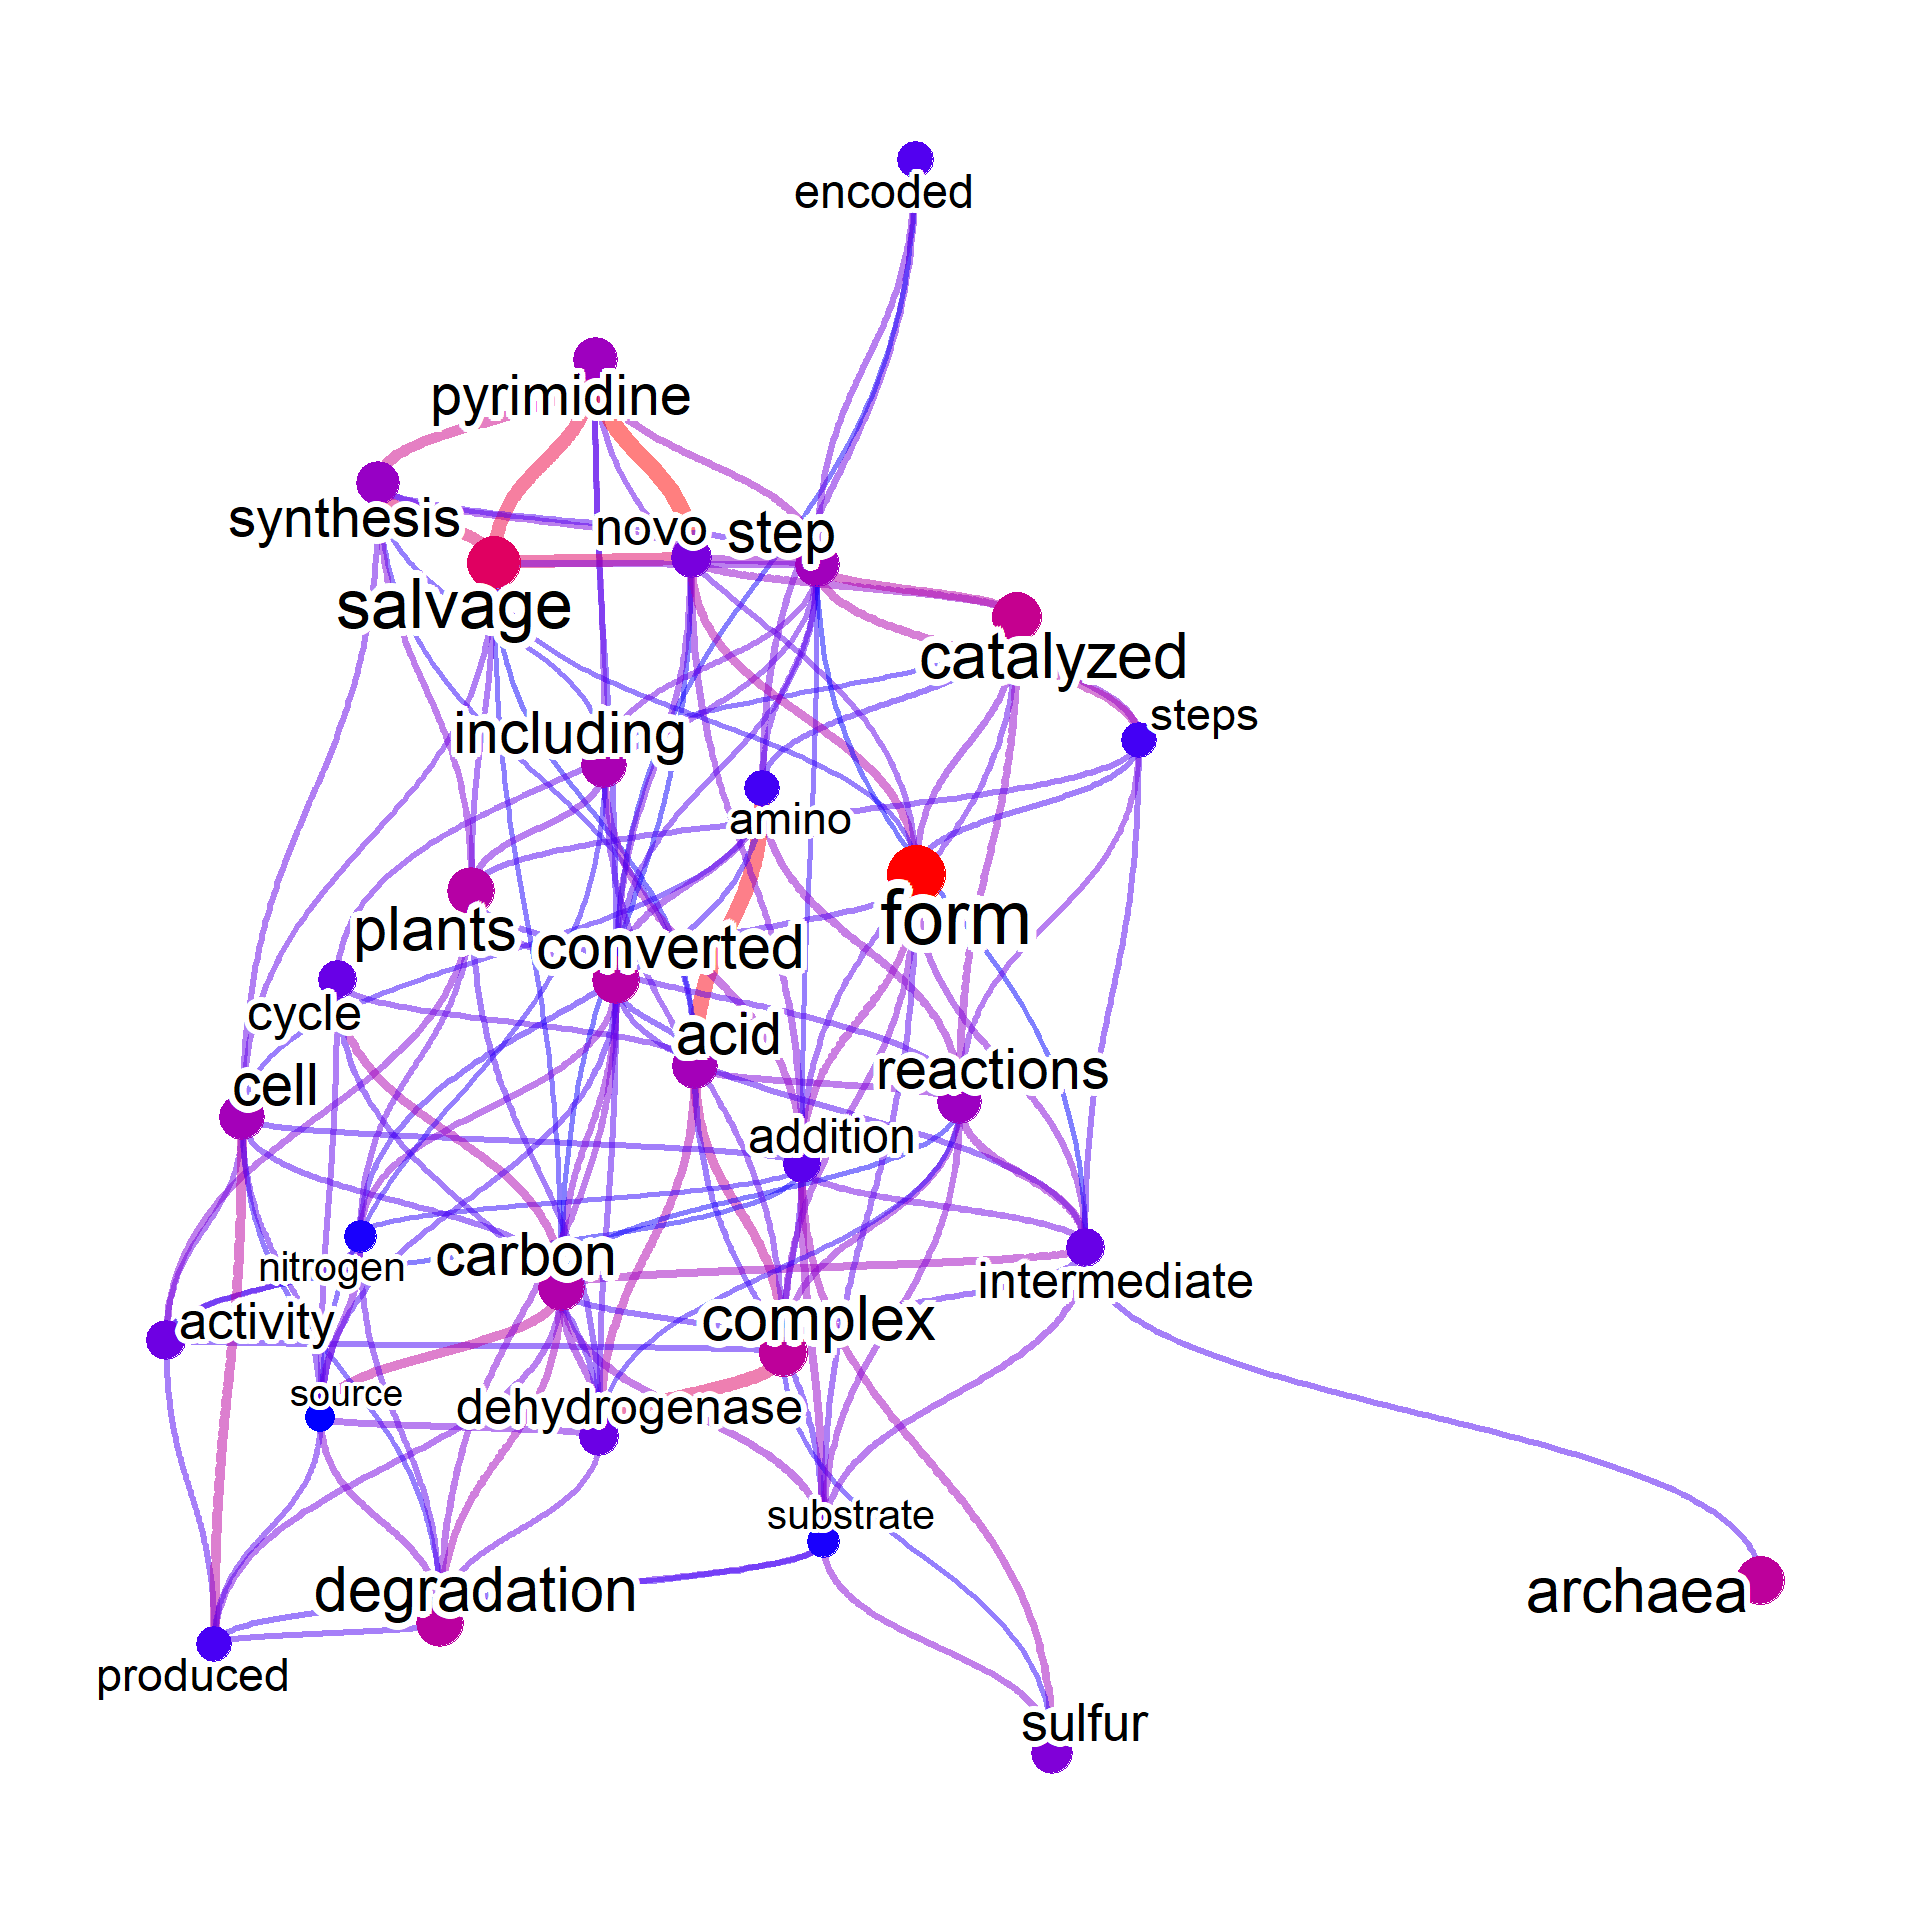 encoded
pyrimidine
synthesis
novo
step
salvage
catalyzed
steps
including
amino
form
plants
converted
cycle
acid
cell
reactions
addition
nitrogen
carbon
intermediate
activity
complex
source
dehydrogenase
substrate
degradation
archaea
produced
sulfur